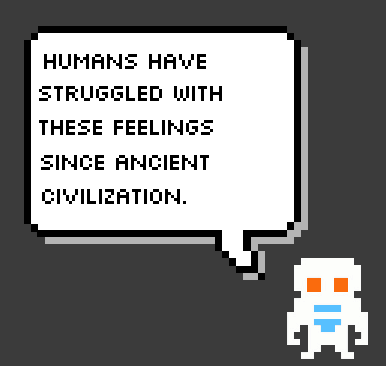 HUMANS HAVE
STRUGGLED WITH
THESE FEELINGS
SINCE ANCIENT
CIVILIZATION.